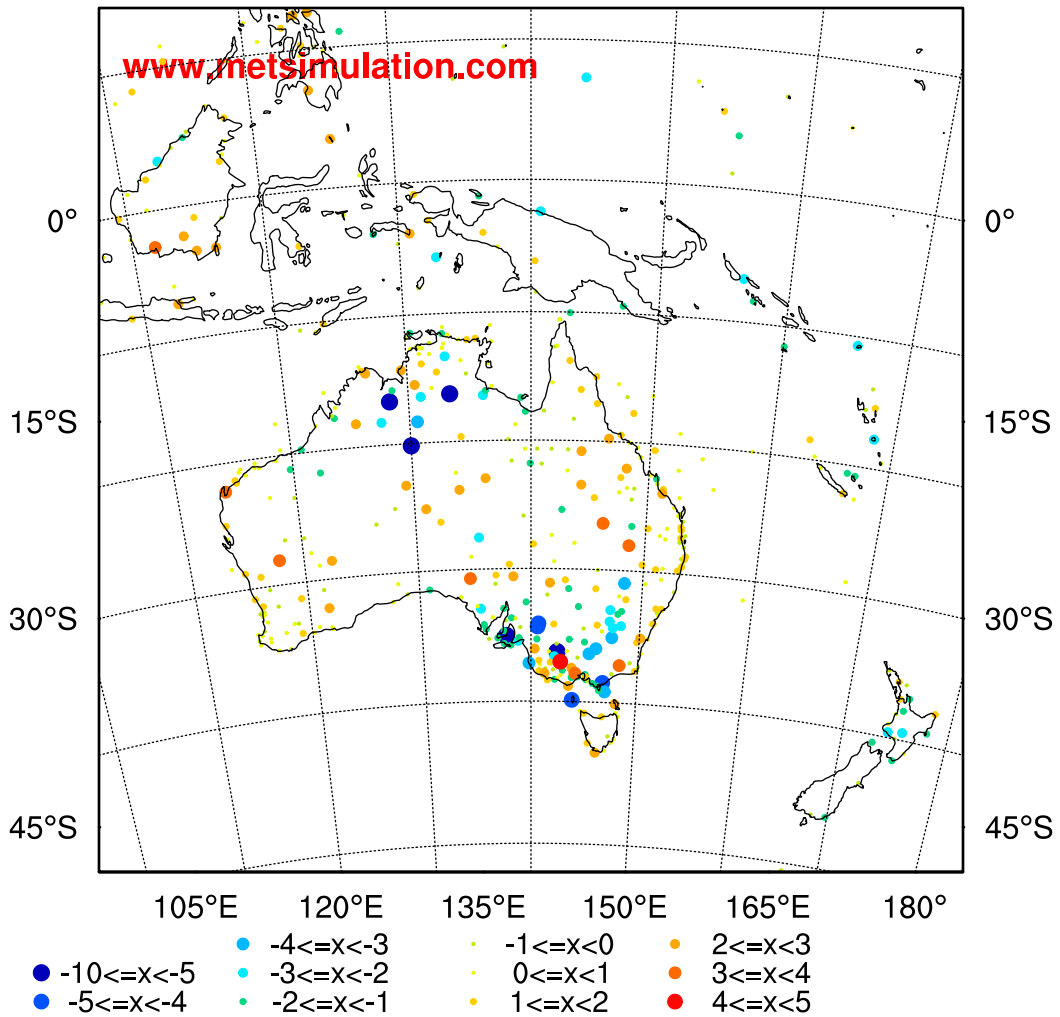 www.metsimulation.com
0° 0°
15°S 15°S
30°S 30°S
45°S 45°S
105°E 120°E 135°E 150°E 165°E 180°
-4<=x<-3 -1<=x<0 2<=x<3
-10<=x<-5 -3<=x<-2 0<=x<1 3<=x<4
-5<=x<-4 -2<=x<-1 1<=x<2 4<=x<5